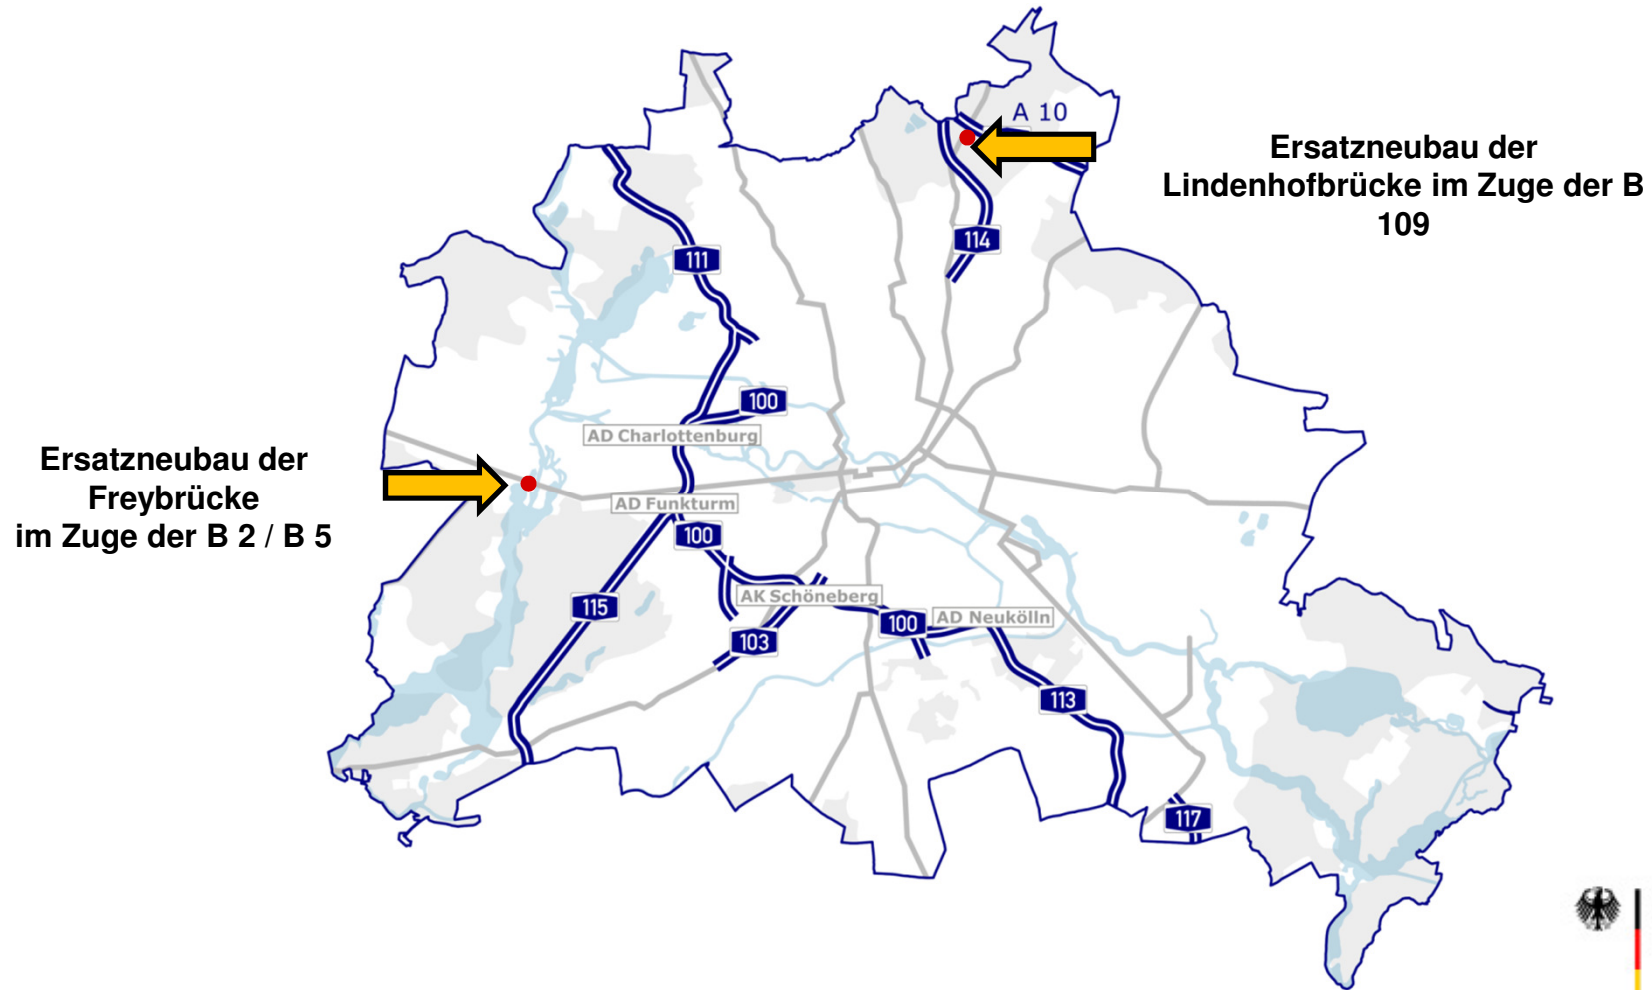 A 10
Ersatzneubau der
Lindenhofbrücke im Zuge der B
109
114
111
100
AD Charlottenburg
Ersatzneubau der
Freybrücke
im Zuge der B 2 / B 5
AD Funkturm
100
AK Schöneberg
115
103
100
AD Neukölln
113
117